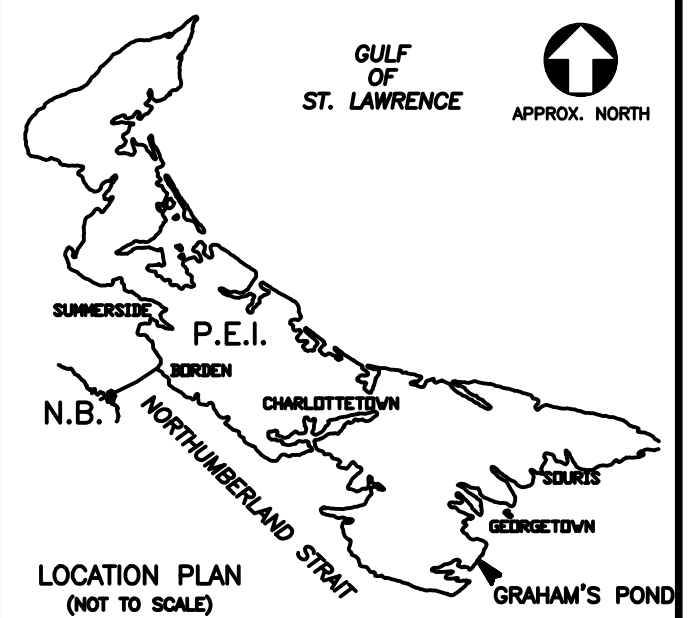 GULF
OF
ST. LAWRENCE
APPROX. NORTH
SUMMERSIDE
P.E.I.
BORDEN
N.B.
CHARLOTTETOWN
NORTHUMBERLAND STRAIT
SOURIS
GEORGETOWN
LOCATION PLAN
(NOT TO SCALE)
GRAHAM'S POND